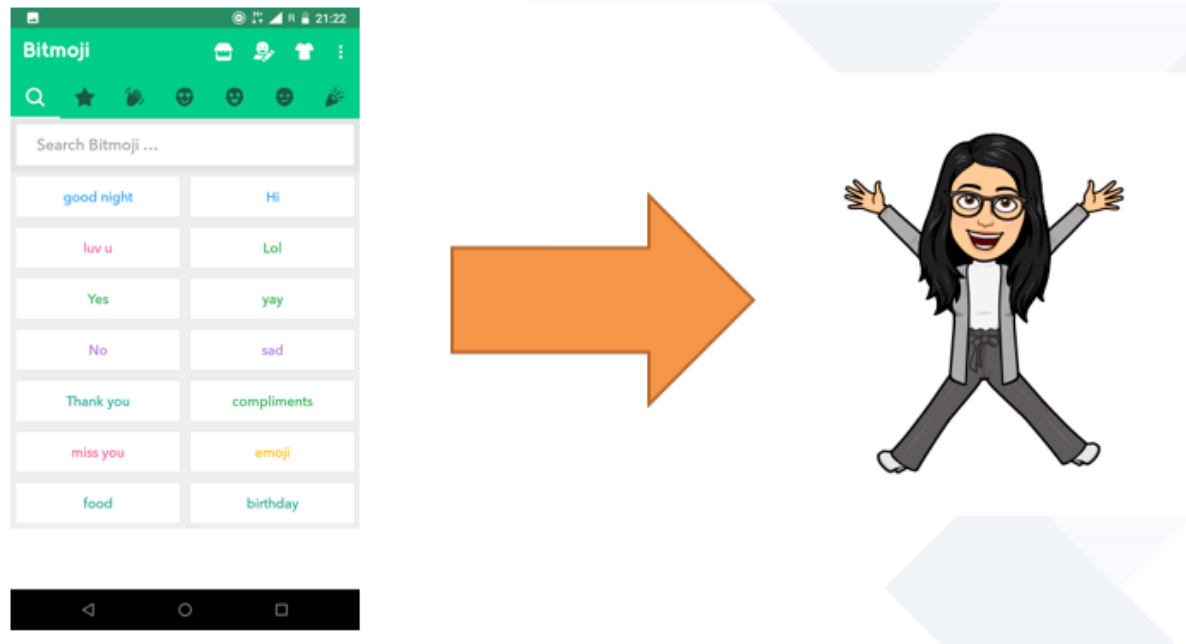 21:22
Bitmoji
Search Bitmoji ...
good night
Hi
luv u
Lol
Yes
yay
No
sad
Thank you
compliments
miss you
emoji
food
birthday